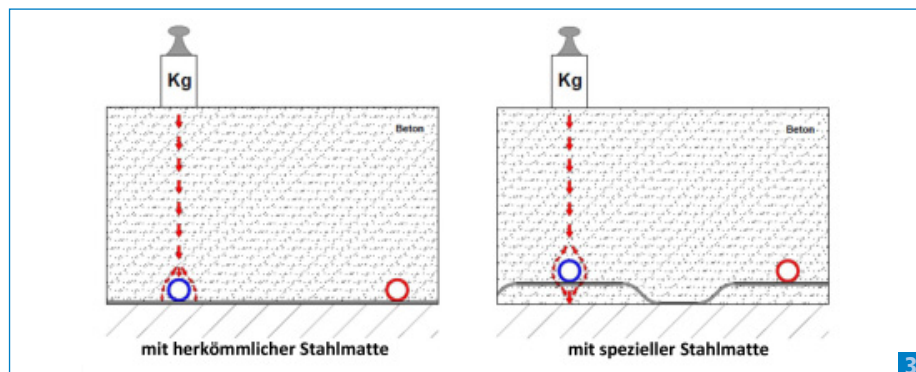 Kg
Beton
mit herkömmlicher Stahlmatte
Kg
Beton
mit spezieller Stahlmatte
3